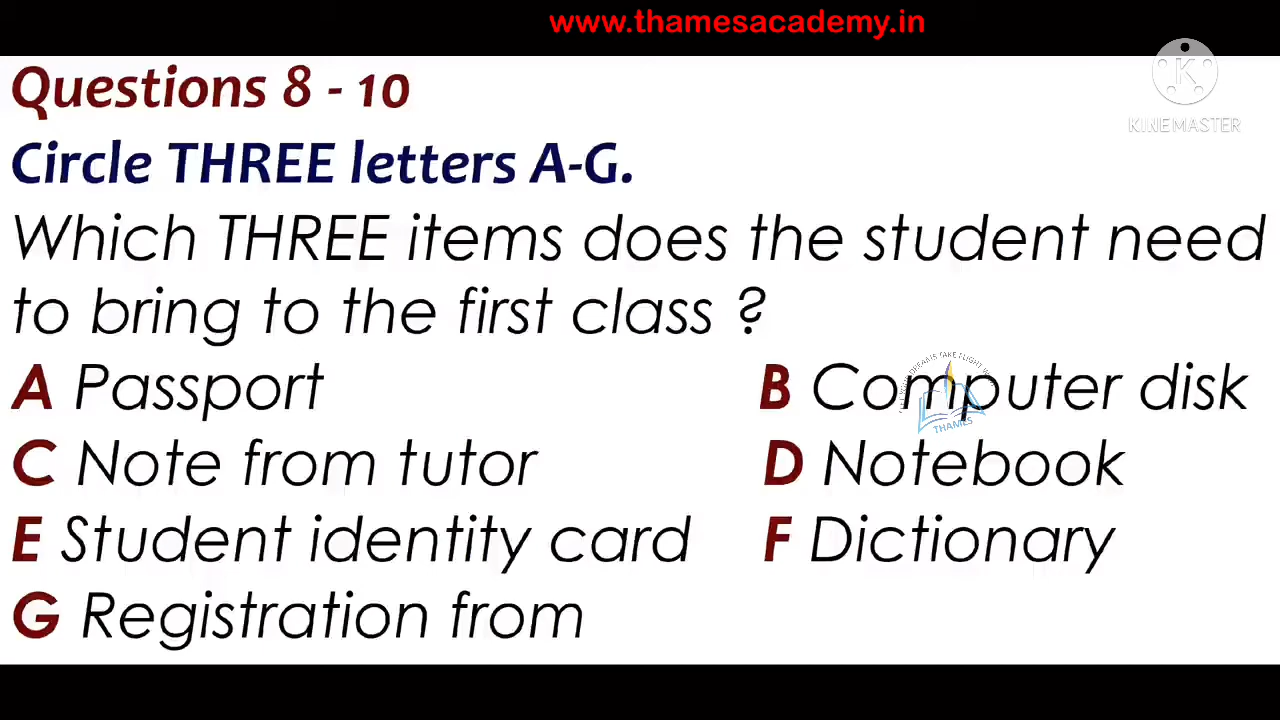 www.thamesacademy.in
Questions 8 - 10
KINEMASTER
Circle THREE letters A-G.
Which THREE items does the student need
to bring to the first class ?
A Passport B Computer disk
THAMES
C Note from tutor D Notebook
E Student identity card F Dictionary
G Registration from